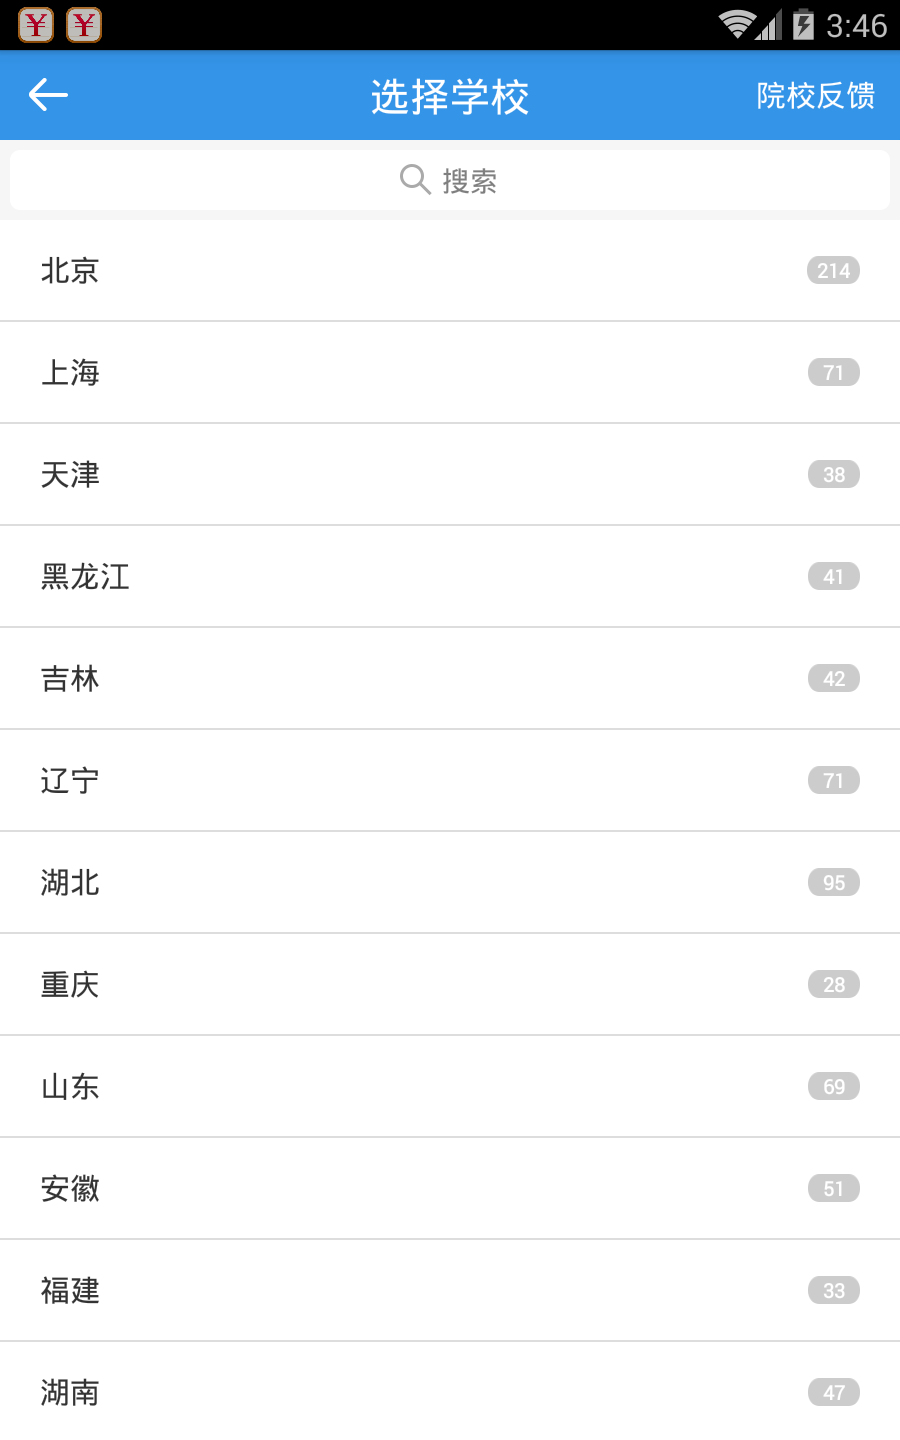 ¥ ¥ 3:46
选择学校 院校反馈
搜索
北京 214
上海 71
天津 38
黑龙江 41
吉林 42
辽宁 71
湖北 95
重庆 28
山东 69
安徽 51
福建 33
湖南 47